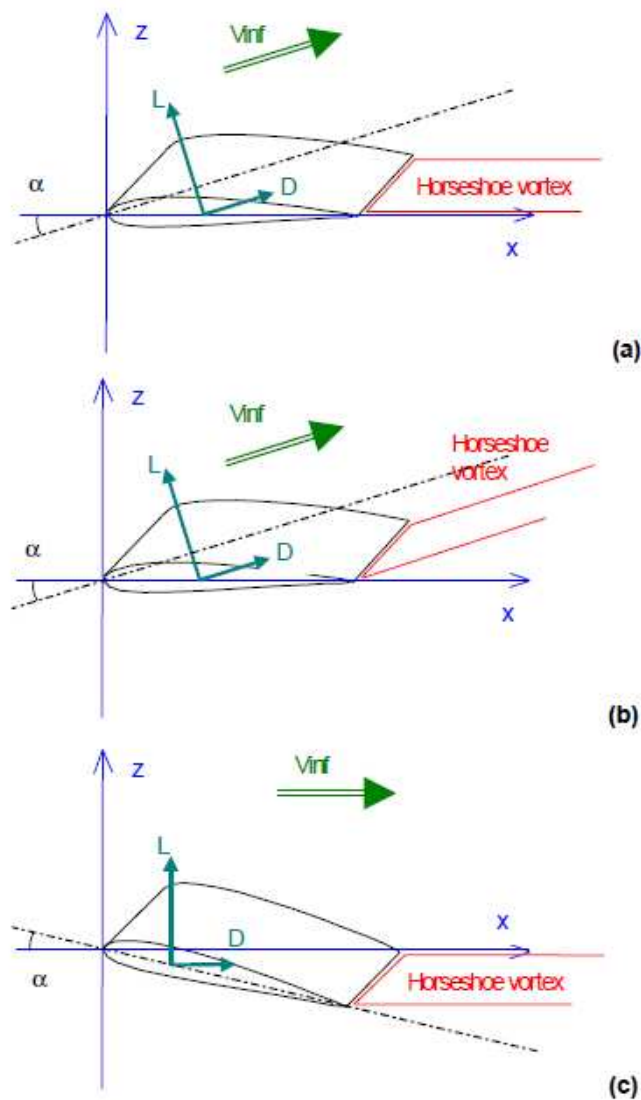 z
Vinf
L
α
D
Horseshoe vortex
x
(a)
z
Vinf
Horseshoe
vortex
L
α
D
x
(b)
z
Vinf
L
x
D
α
Horseshoe vortex
(c)